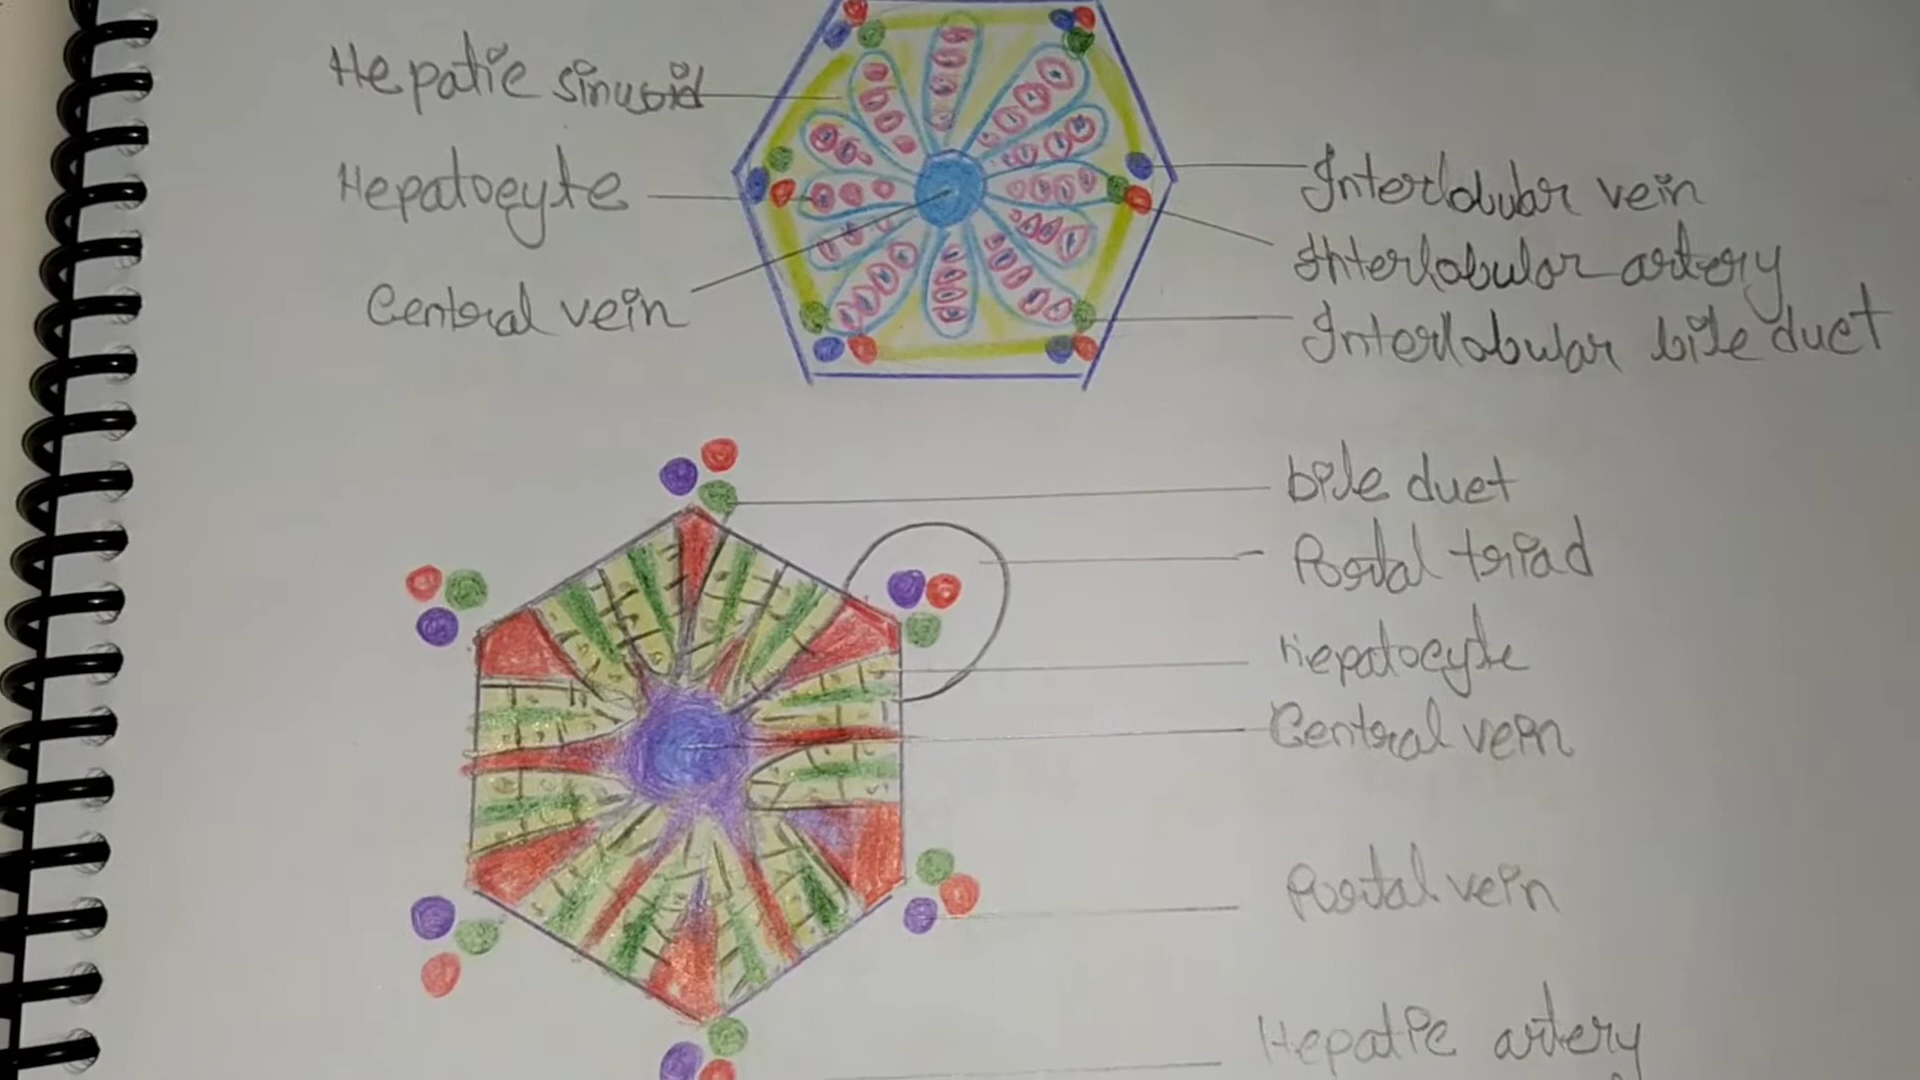 Hepatic sinusoid
Hepatocyte
Central vein
Interlobular vein
Interlobular artery
Interlobular bile duct
bile duct
Portal triad
Hepatocyte
Central vein
Portal vein
Hepatic artery